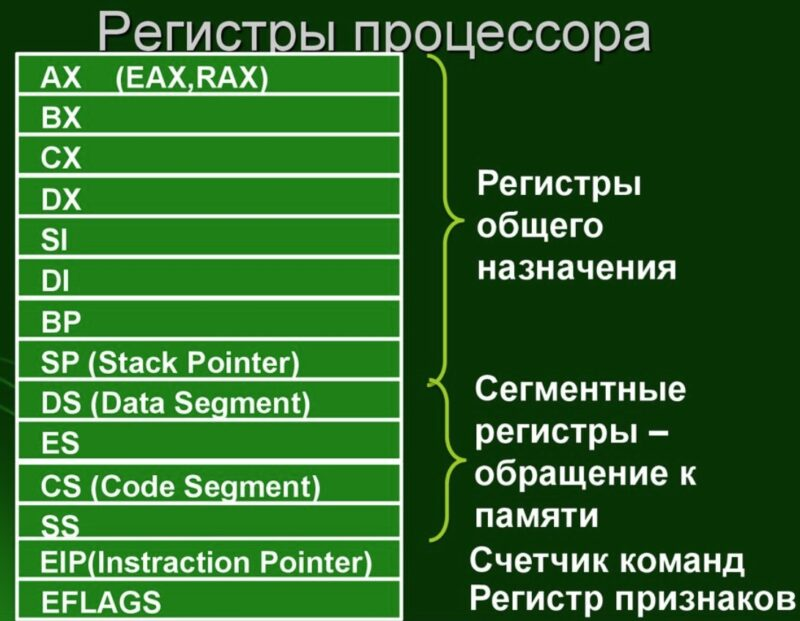 Регистры процессора
AX (EAX,RAX)
BX
CX
DX
SI
DI
BP
SP (Stack Pointer)
DS (Data Segment)
ES
CS (Code Segment)
SS
EIP(Instraction Pointer)
EFLAGS
Регистры
общего
назначения
Сегментные
регистры –
обращение к
памяти
Счетчик команд
Регистр признаков